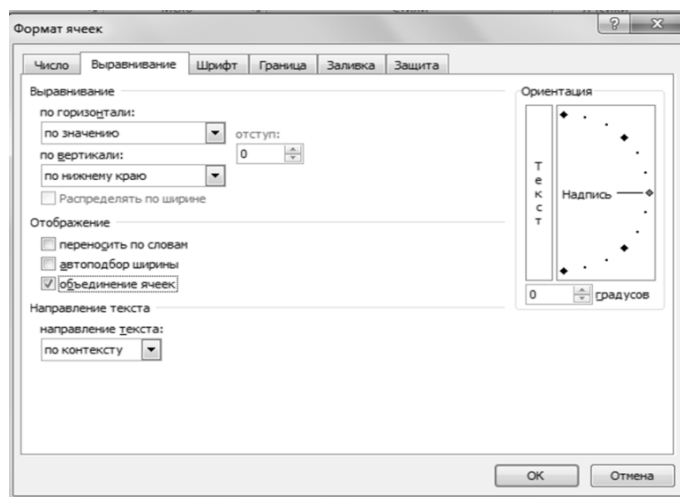 Формат ячеек
Число Выравнивание Шрифт Граница Заливка Защита
Выравнивание
по горизонтали:
по значению
отступ:
по вертикали:
0
по нижнему краю
Распределять по ширине
Отображение
переносить по словам
автоподбор ширины
объединение ячеек
Направление текста
направление текста:
по контексту
Ориентация
Текст
Надпись
0 градусов
ОК Отмена